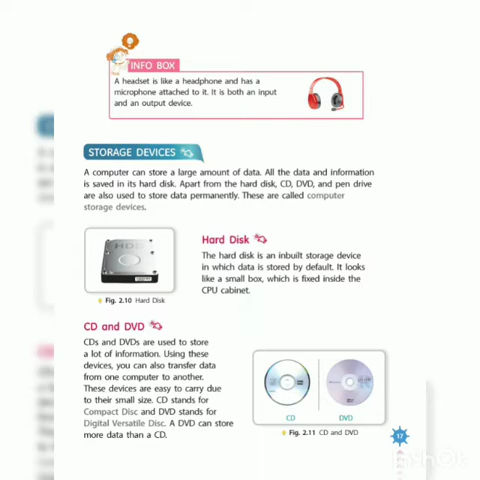 INFO BOX
A headset is like a headphone and has a
microphone attached to it. It is both an input
and an output device.
STORAGE DEVICES
A computer can store a large amount of data. All the data and information
is saved in its hard disk. Apart from the hard disk, CD, DVD, and pen drive
are also used to store data permanently. These are called computer
storage devices.
HDD
Fig. 2.10 Hard Disk
Hard Disk
The hard disk is an inbuilt storage device
in which data is stored by default. It looks
like a small box, which is fixed inside the
CPU cabinet.
CD and DVD
CDs and DVDs are used to store
a lot of information. Using these
devices, you can also transfer data
from one computer to another.
These devices are easy to carry due
to their small size. CD stands for
Compact Disc and DVD stands for
Digital Versatile Disc. A DVD can store
more data than a CD.
CD
DVD
Fig. 2.11 CD and DVD
17